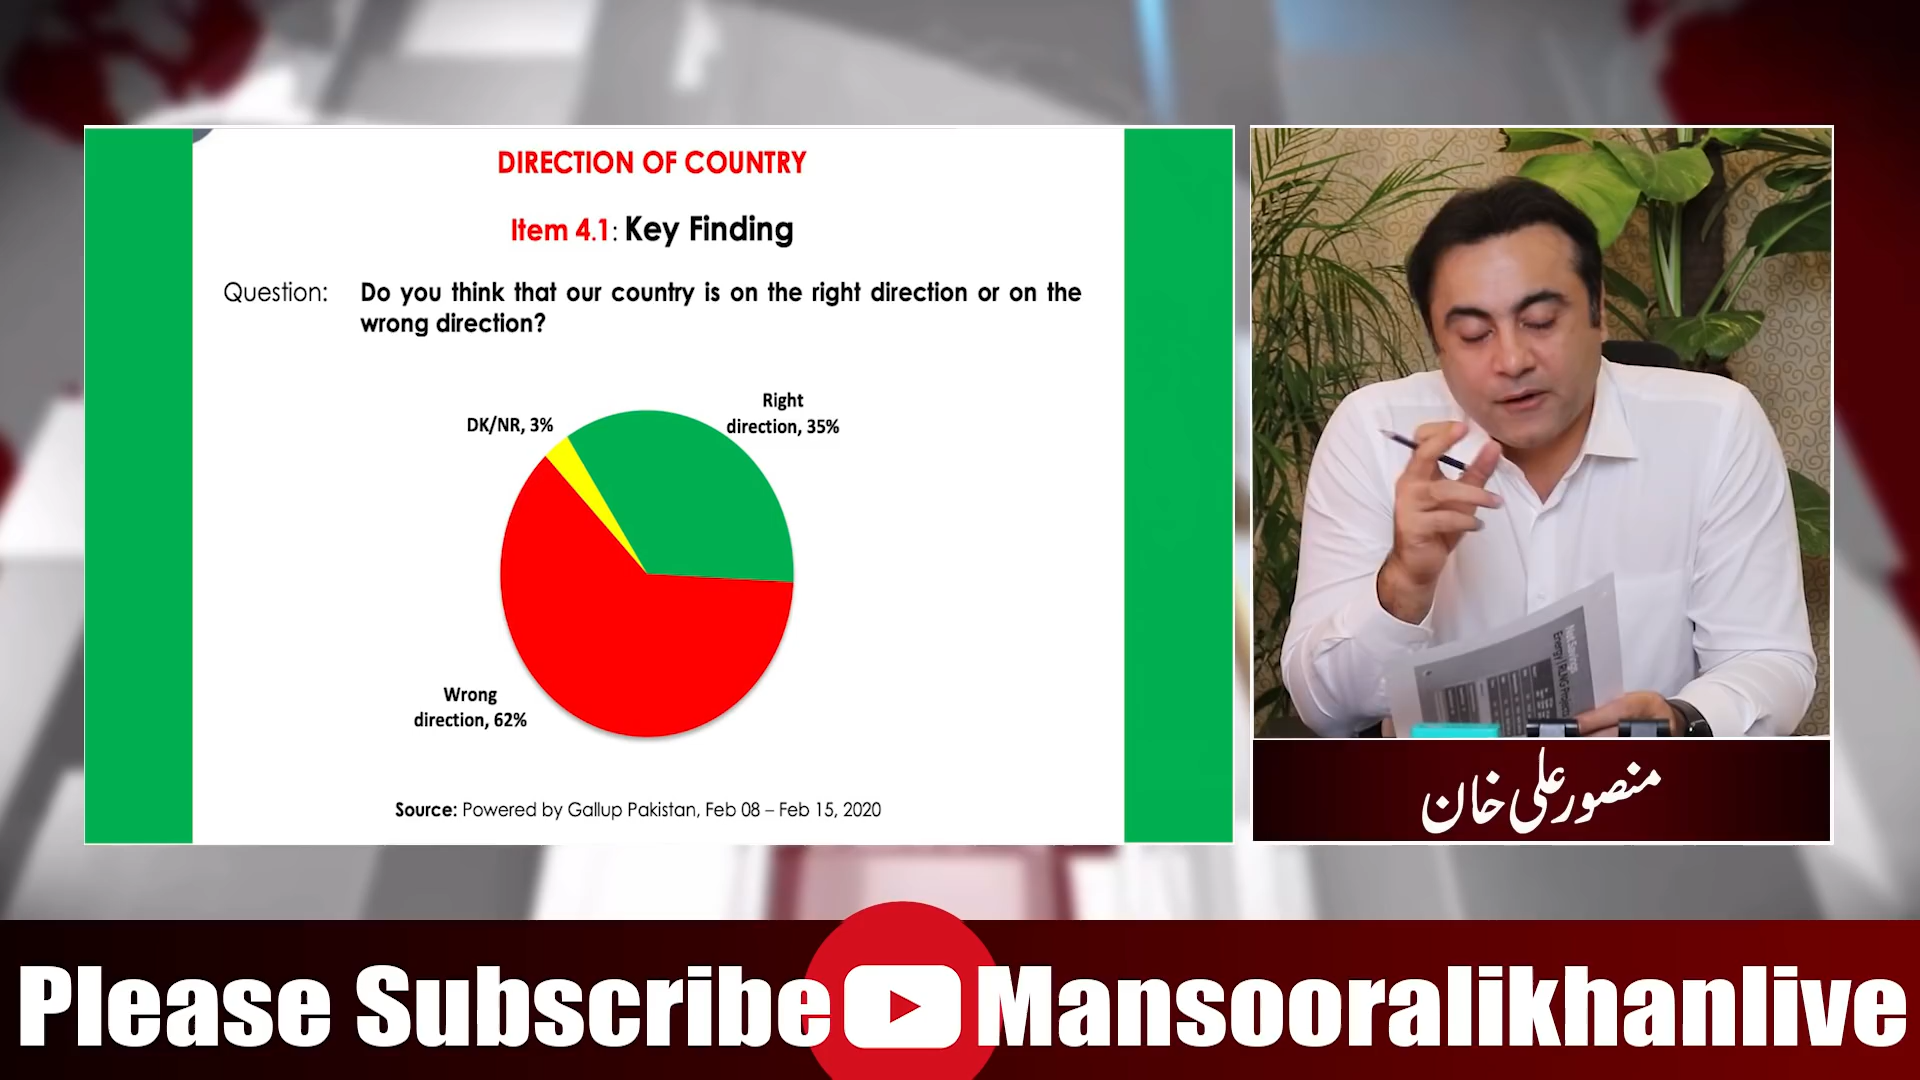 DIRECTION OF COUNTRY
Item 4.1: Key Finding
Question: Do you think that our country is on the right direction or on the
wrong direction?
Right
direction, 35%
DK/NR, 3%
Wrong
direction, 62%
Source: Powered by Gallup Pakistan, Feb 08 – Feb 15, 2020
Net Savings
منصور علی خان
Please Subscribe Mansooralikhanlive